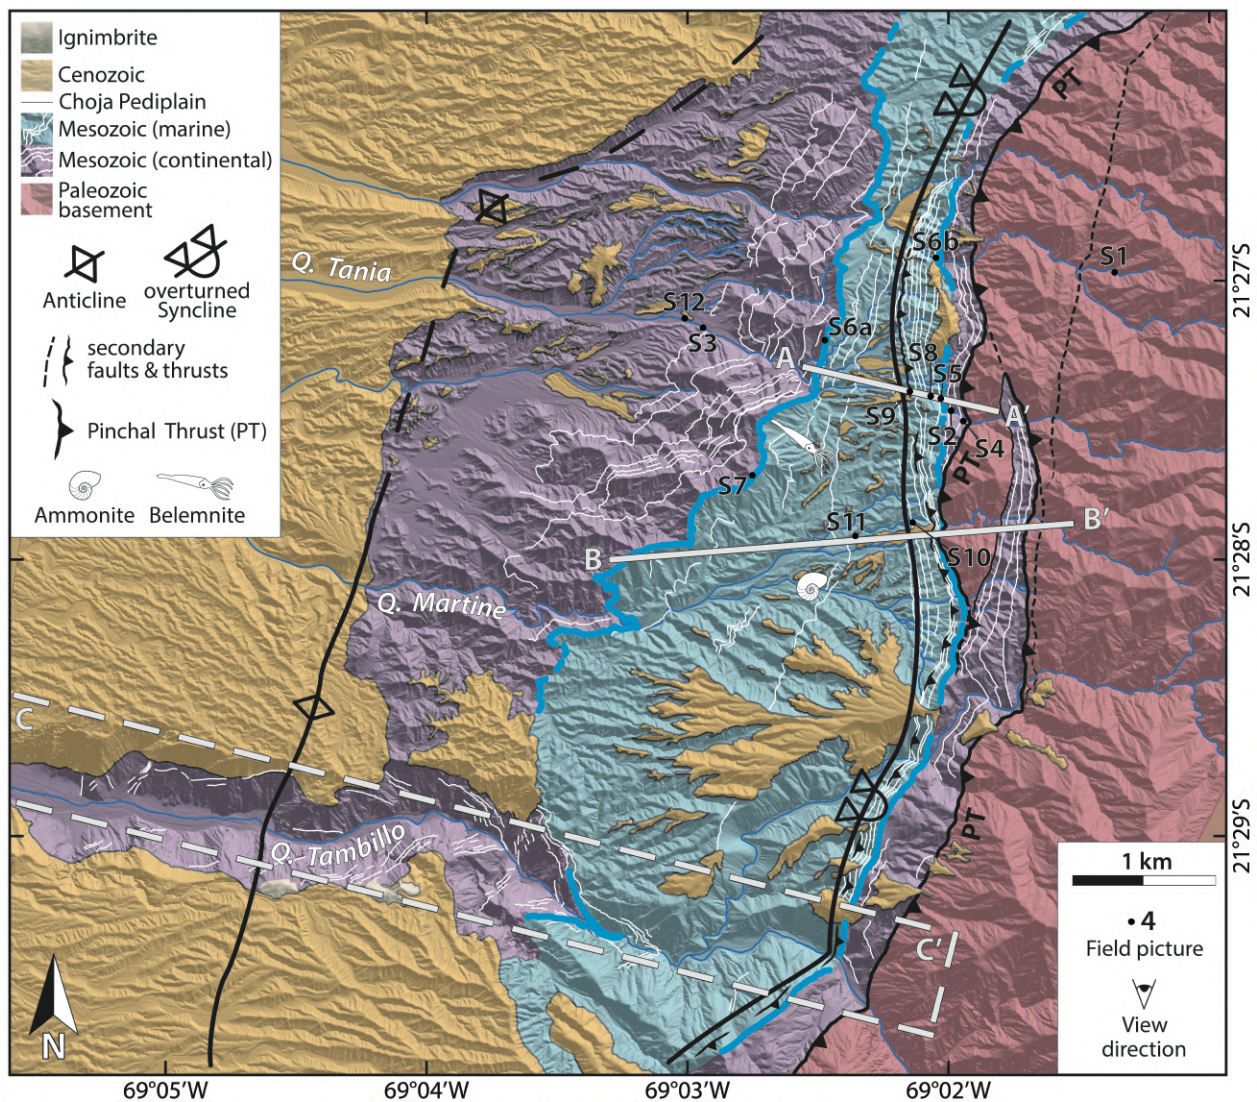 Ignimbrite
Cenozoic
Choja Pediplain
Mesozoic (marine)
Mesozoic (continental)
Paleozoic
basement
Anticline
overturned
Syncline
secondary
faults & thrusts
Pinchal Thrust (PT)
Ammonite
Belemnite
PT
Q. Tania
S6b
S1
S12
S3
S6a
A
S8
S5
S9
S2
A'
S4
PT
S7
S11
B
B'
S10
Q. Martine
C
Q. Tambillo
PT
C'
N
21°27'S
21°28'S
21°29'S
1 km
4
Field picture
View
direction
69°05'W
69°04'W
69°03'W
69°02'W